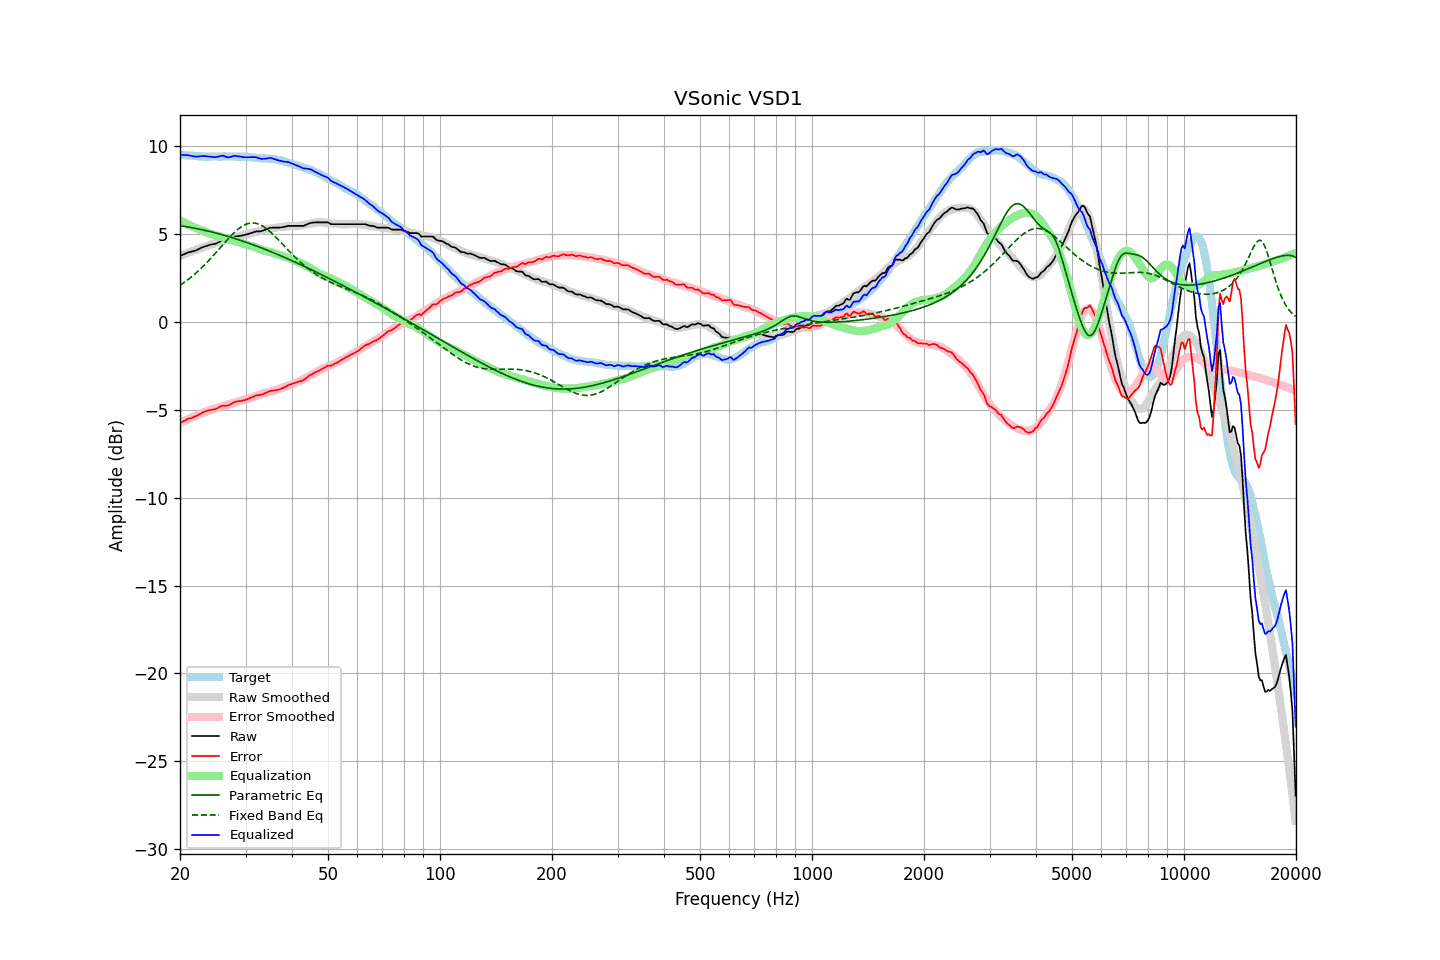 VSonic VSD1
10
5
0
−5
−10
−15
−20
−25
−30
Amplitude (dBr)
Target
Raw Smoothed
Error Smoothed
Raw
Error
Equalization
Parametric Eq
Fixed Band Eq
Equalized
20 50 100 200 500 1000 2000 5000 10000 20000
Frequency (Hz)